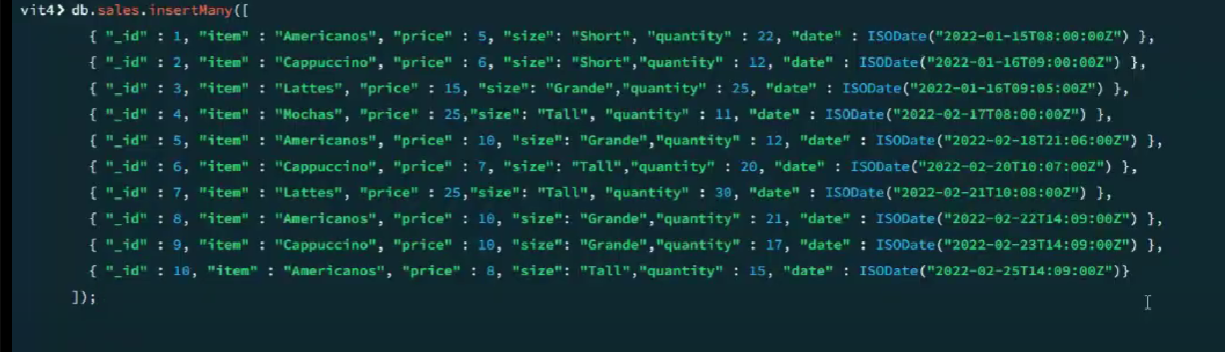 vit4> db.sales.insertMany([
{ "_id" : 1, "item" : "Americanos", "price" : 5, "size": "Short", "quantity" : 22, "date" : ISODate("2022-01-15T08:00:00Z") },
{ "_id" : 2, "item" : "Cappuccino", "price" : 6, "size": "Short","quantity" : 12, "date" : ISODate("2022-01-16T09:00:00Z") },
{ "_id" : 3, "item" : "Lattes", "price" : 15, "size": "Grande","quantity" : 25, "date" : ISODate("2022-01-16T09:05:00Z") },
{ "_id" : 4, "item" : "Mochas", "price" : 25,"size": "Tall", "quantity" : 11, "date" : ISODate("2022-02-17T08:00:00Z") },
{ "_id" : 5, "item" : "Americanos", "price" : 10, "size": "Grande","quantity" : 12, "date" : ISODate("2022-02-18T21:06:00Z") },
{ "_id" : 6, "item" : "Cappuccino", "price" : 7, "size": "Tall","quantity" : 20, "date" : ISODate("2022-02-20T10:07:00Z") },
{ "_id" : 7, "item" : "Lattes", "price" : 25,"size": "Tall", "quantity" : 30, "date" : ISODate("2022-02-21T10:08:00Z") },
{ "_id" : 8, "item" : "Americanos", "price" : 10, "size": "Grande","quantity" : 21, "date" : ISODate("2022-02-22T14:09:00Z") },
{ "_id" : 9, "item" : "Cappuccino", "price" : 10, "size": "Grande","quantity" : 17, "date" : ISODate("2022-02-23T14:09:00Z") },
{ "_id" : 10, "item" : "Americanos", "price" : 8, "size": "Tall","quantity" : 15, "date" : ISODate("2022-02-25T14:09:00Z")}
]);